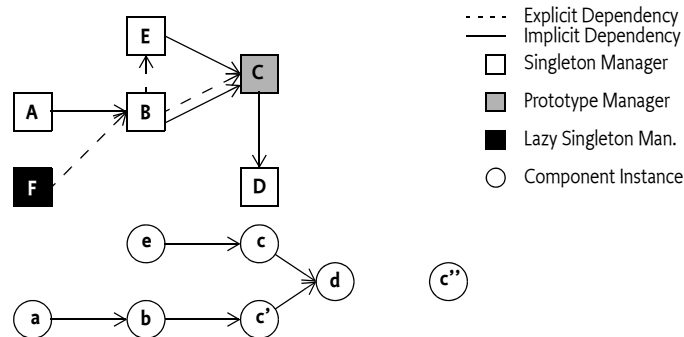 Explicit Dependency
Implicit Dependency
Singleton Manager
Prototype Manager
Lazy Singleton Man.
Component Instance
E
C
A
B
F
D
e
c
d
c''
a
b
c'